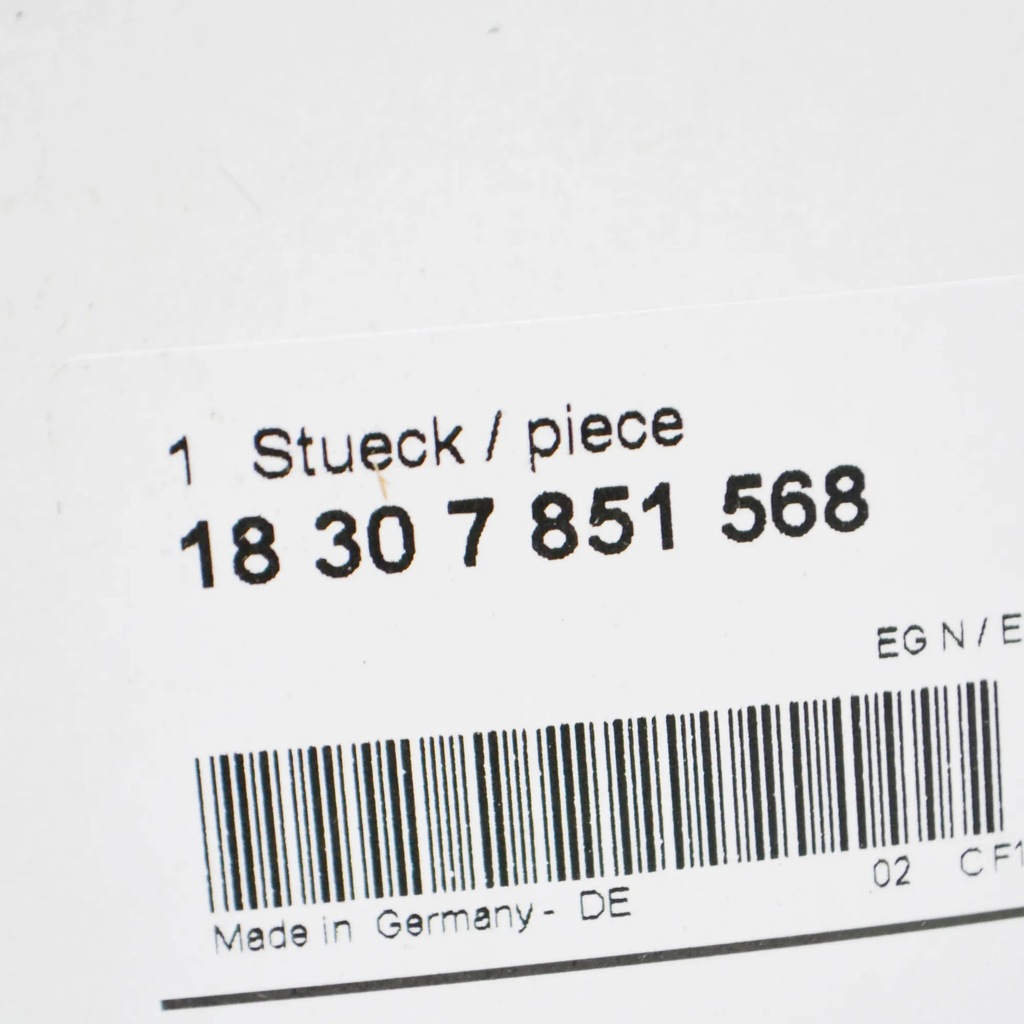 1 Stueck / piece
18 30 7 851 568
EG N / E
02 CF1
Made in Germany - DE